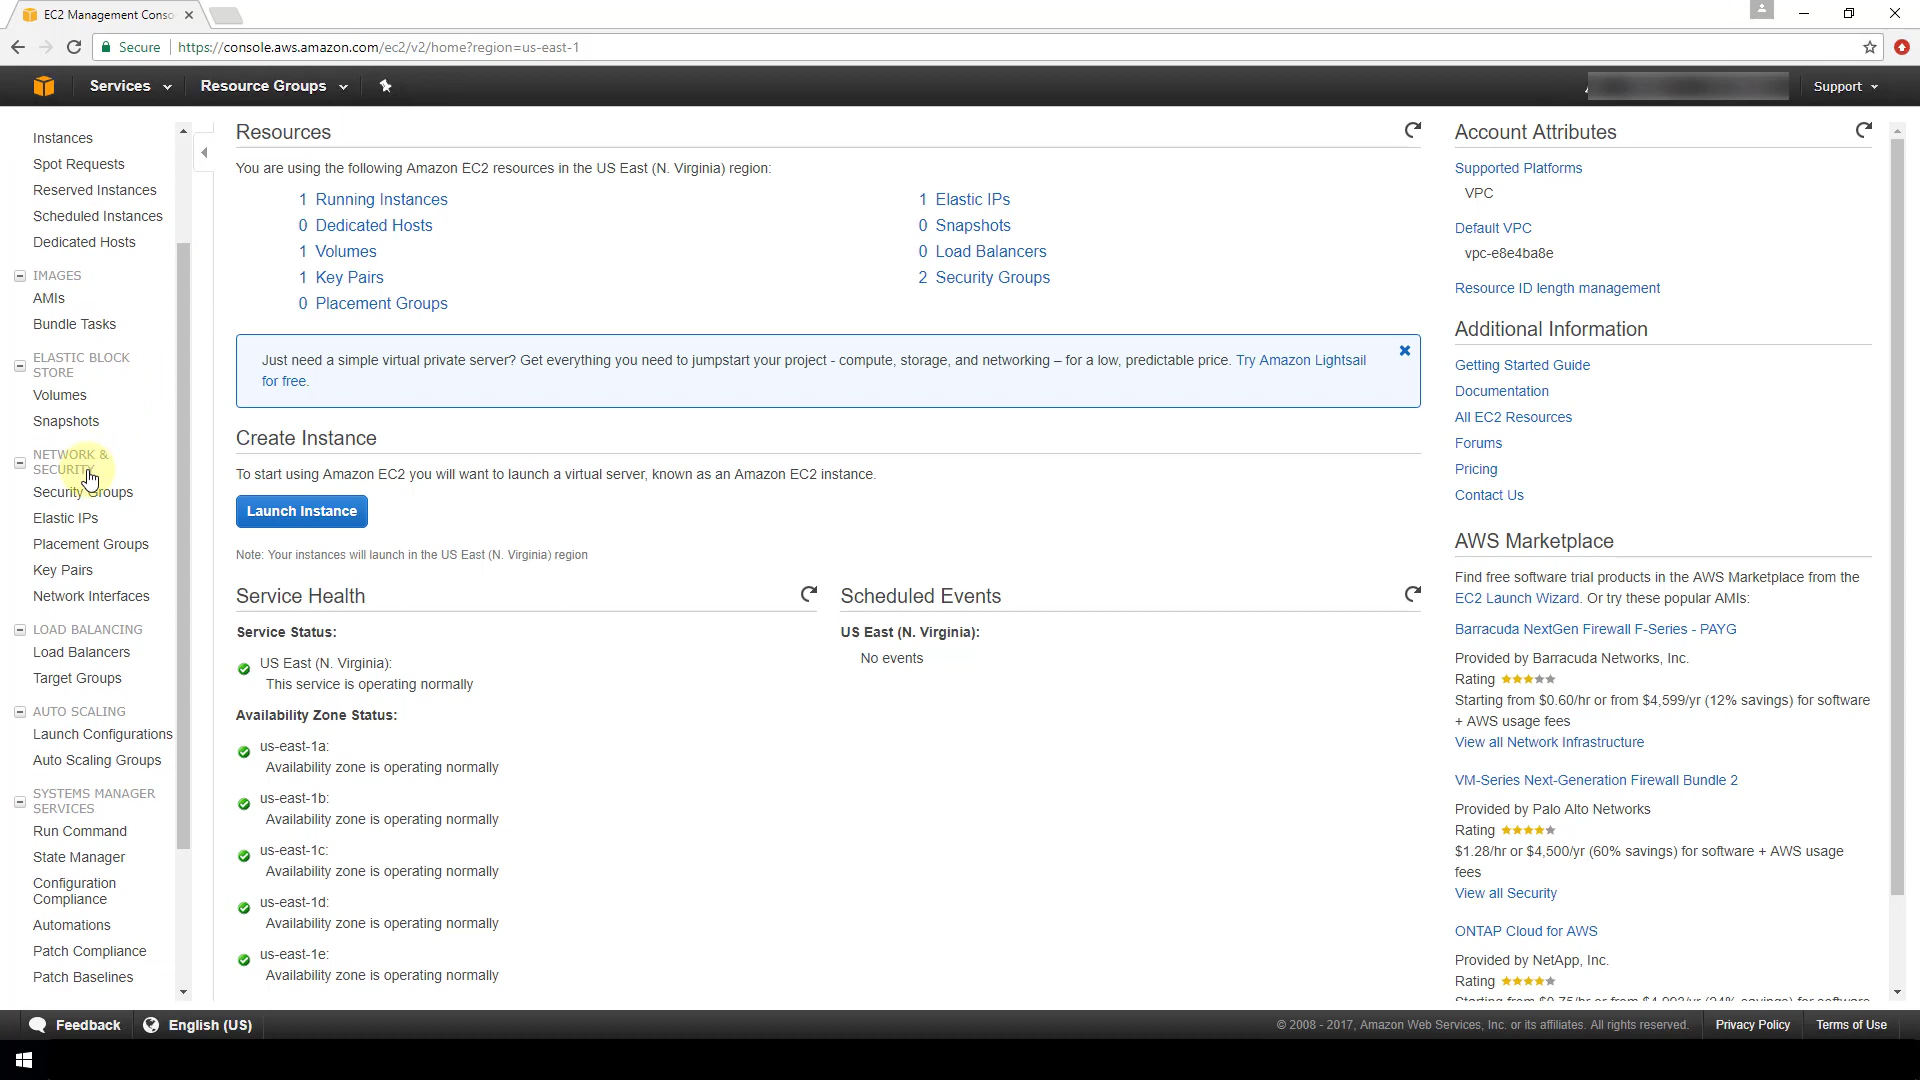 EC2 Management Conso
Secure
https://console.aws.amazon.com/ec2/v2/home?region=us-east-1
Services
Resource Groups
Support
Instances
Spot Requests
Reserved Instances
Scheduled Instances
Dedicated Hosts
IMAGES
AMIs
Bundle Tasks
ELASTIC BLOCK
STORE
Volumes
Snapshots
NETWORK &
SECURITY
Security Groups
Elastic IPs
Placement Groups
Key Pairs
Network Interfaces
LOAD BALANCING
Load Balancers
Target Groups
AUTO SCALING
Launch Configurations
Auto Scaling Groups
SYSTEMS MANAGER
SERVICES
Run Command
State Manager
Configuration
Compliance
Automations
Patch Compliance
Patch Baselines
Resources
You are using the following Amazon EC2 resources in the US East (N. Virginia) region:
1 Running Instances
0 Dedicated Hosts
1 Volumes
1 Key Pairs
0 Placement Groups
1 Elastic IPs
0 Snapshots
0 Load Balancers
2 Security Groups
Just need a simple virtual private server? Get everything you need to jumpstart your project - compute, storage, and networking – for a low, predictable price. Try Amazon Lightsail
for free.
Create Instance
To start using Amazon EC2 you will want to launch a virtual server, known as an Amazon EC2 instance.
Launch Instance
Note: Your instances will launch in the US East (N. Virginia) region
Service Health
Service Status:
US East (N. Virginia):
This service is operating normally
Availability Zone Status:
us-east-1a:
Availability zone is operating normally
us-east-1b:
Availability zone is operating normally
us-east-1c:
Availability zone is operating normally
us-east-1d:
Availability zone is operating normally
us-east-1e:
Availability zone is operating normally
Scheduled Events
US East (N. Virginia):
No events
Account Attributes
Supported Platforms
VPC
Default VPC
vpc-e8e4ba8e
Resource ID length management
Additional Information
Getting Started Guide
Documentation
All EC2 Resources
Forums
Pricing
Contact Us
AWS Marketplace
Find free software trial products in the AWS Marketplace from the
EC2 Launch Wizard. Or try these popular AMIs:
Barracuda NextGen Firewall F-Series - PAYG
Provided by Barracuda Networks, Inc.
Rating
Starting from $0.60/hr or from $4,599/yr (12% savings) for software
+ AWS usage fees
View all Network Infrastructure
VM-Series Next-Generation Firewall Bundle 2
Provided by Palo Alto Networks
Rating
$1.28/hr or $4,500/yr (60% savings) for software + AWS usage
fees
View all Security
ONTAP Cloud for AWS
Provided by NetApp, Inc.
Rating
Feedback
English (US)
© 2008 - 2017, Amazon Web Services, Inc. or its affiliates. All rights reserved.
Privacy Policy
Terms of Use